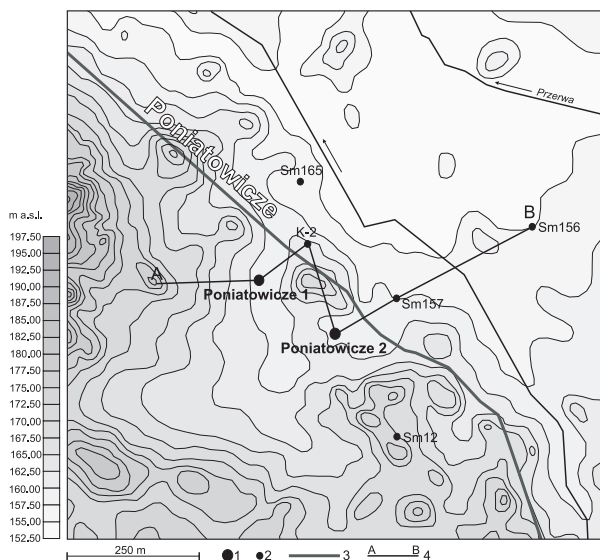 Przerwa
Poniatowicze
Sm165
B
Sm156
K-2
m a.s.l.
A
Poniatowicze 1
Sm157
Poniatowicze 2
Sm12
197,50
195,00
192,50
190,00
187,50
185,00
182,50
180,00
177,50
175,00
172,50
170,00
167,50
165,00
162,50
160,00
157,50
155,00
152,50
250 m
1
2
3
A B 4